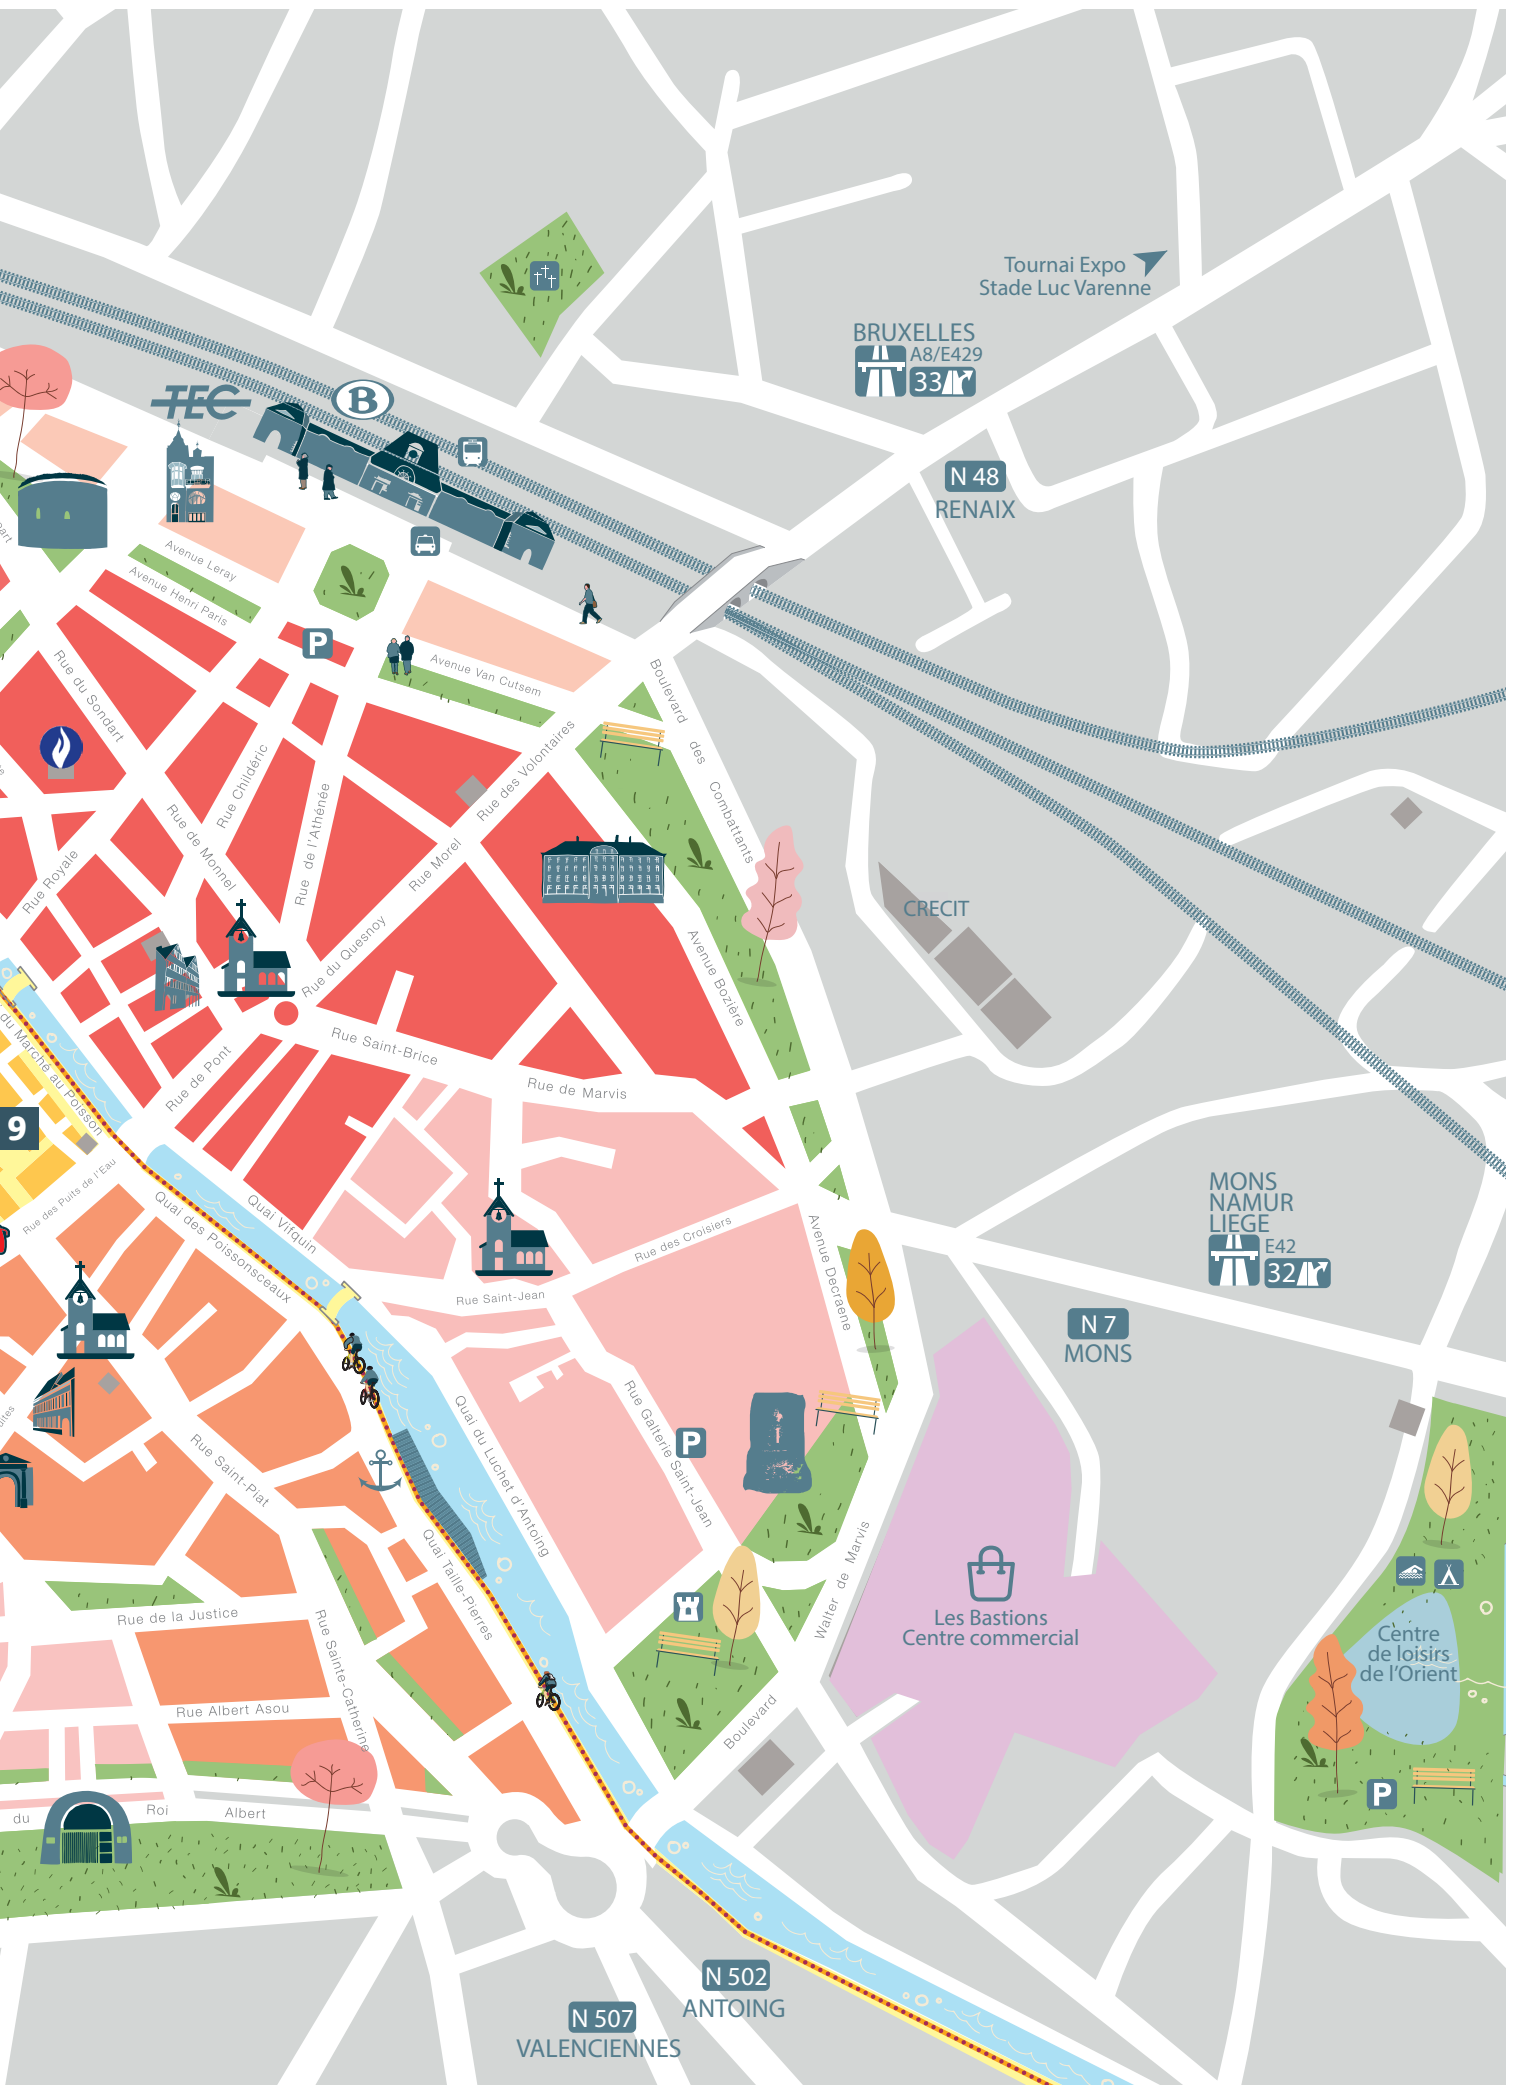 Tournai Expo
Stade Luc Varenne
BRUXELLES
A8/E429
33
TEC
B
N 48
RENAIX
Avenue Leray
Avenue Henri Paris
P
Avenue Van Cutsem
Boulevard des Combattants
Rue du Sondart
Rue des Volontaires
Rue Childéric
Rue de l'Athénée
Rue de Monnel
Rue Morel
Rue Royale
CRECIT
Rue du Quesnoy
Avenue Bozière
du Marché au Poisson
Rue Saint-Brice
Rue de Pont
Rue de Marvis
9
Rue des Puits de l'Eau
Quai Vifquin
Quai des Poissonsceaux
Rue des Croisiers
Avenue Decraene
MONS
NAMUR
LIEGE
E42
32
Rue Saint-Jean
N 7
MONS
Quai du Luchet d'Antoing
Rue Galterie Saint-Jean
P
Rue Saint-Piat
Quai Taille-Pierres
Walter de Marvis
Boulevard
Les Bastions
Centre commercial
Centre
de loisirs
de l'Orient
Rue de la Justice
Rue Sainte-Catherine
Rue Albert Asou
P
du Roi Albert
N 502
ANTOING
N 507
VALENCIENNES